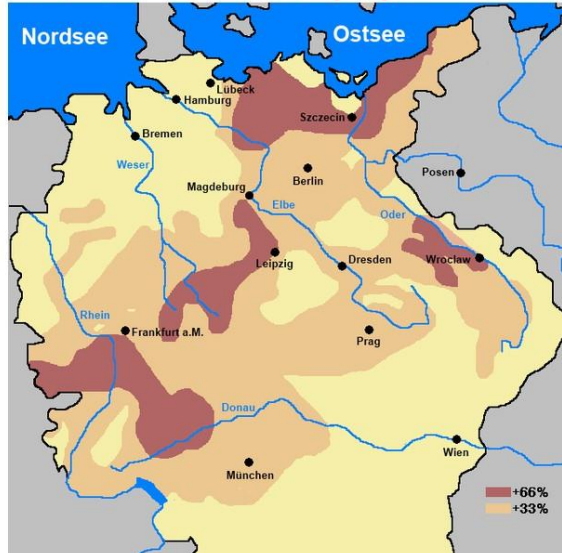 Nordsee
Ostsee
Lübeck
Hamburg
Szczecin
Bremen
Weser
Berlin
Posen
Magdeburg
Elbe
Oder
Leipzig
Dresden
Wroclaw
Rhein
Frankfurt a.M.
Prag
Donau
Wien
München
+66%
+33%